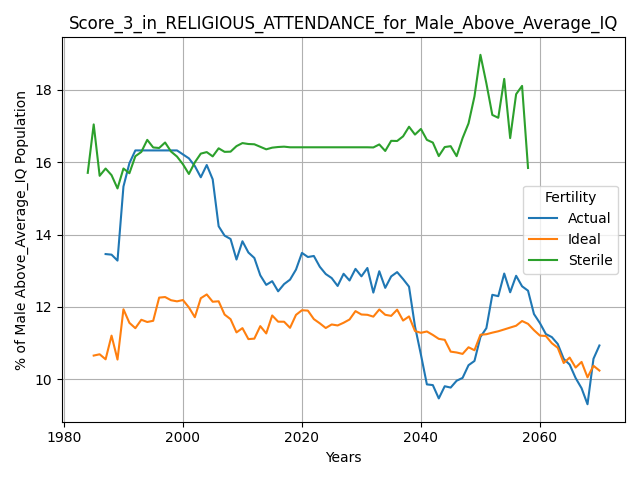 Score_3_in_RELIGIOUS_ATTENDANCE_for_Male_Above_Average_IQ
% of Male Above_Average_IQ Population
18
16
14
12
10
Fertility
Actual
Ideal
Sterile
1980
2000
2020
2040
2060
Years